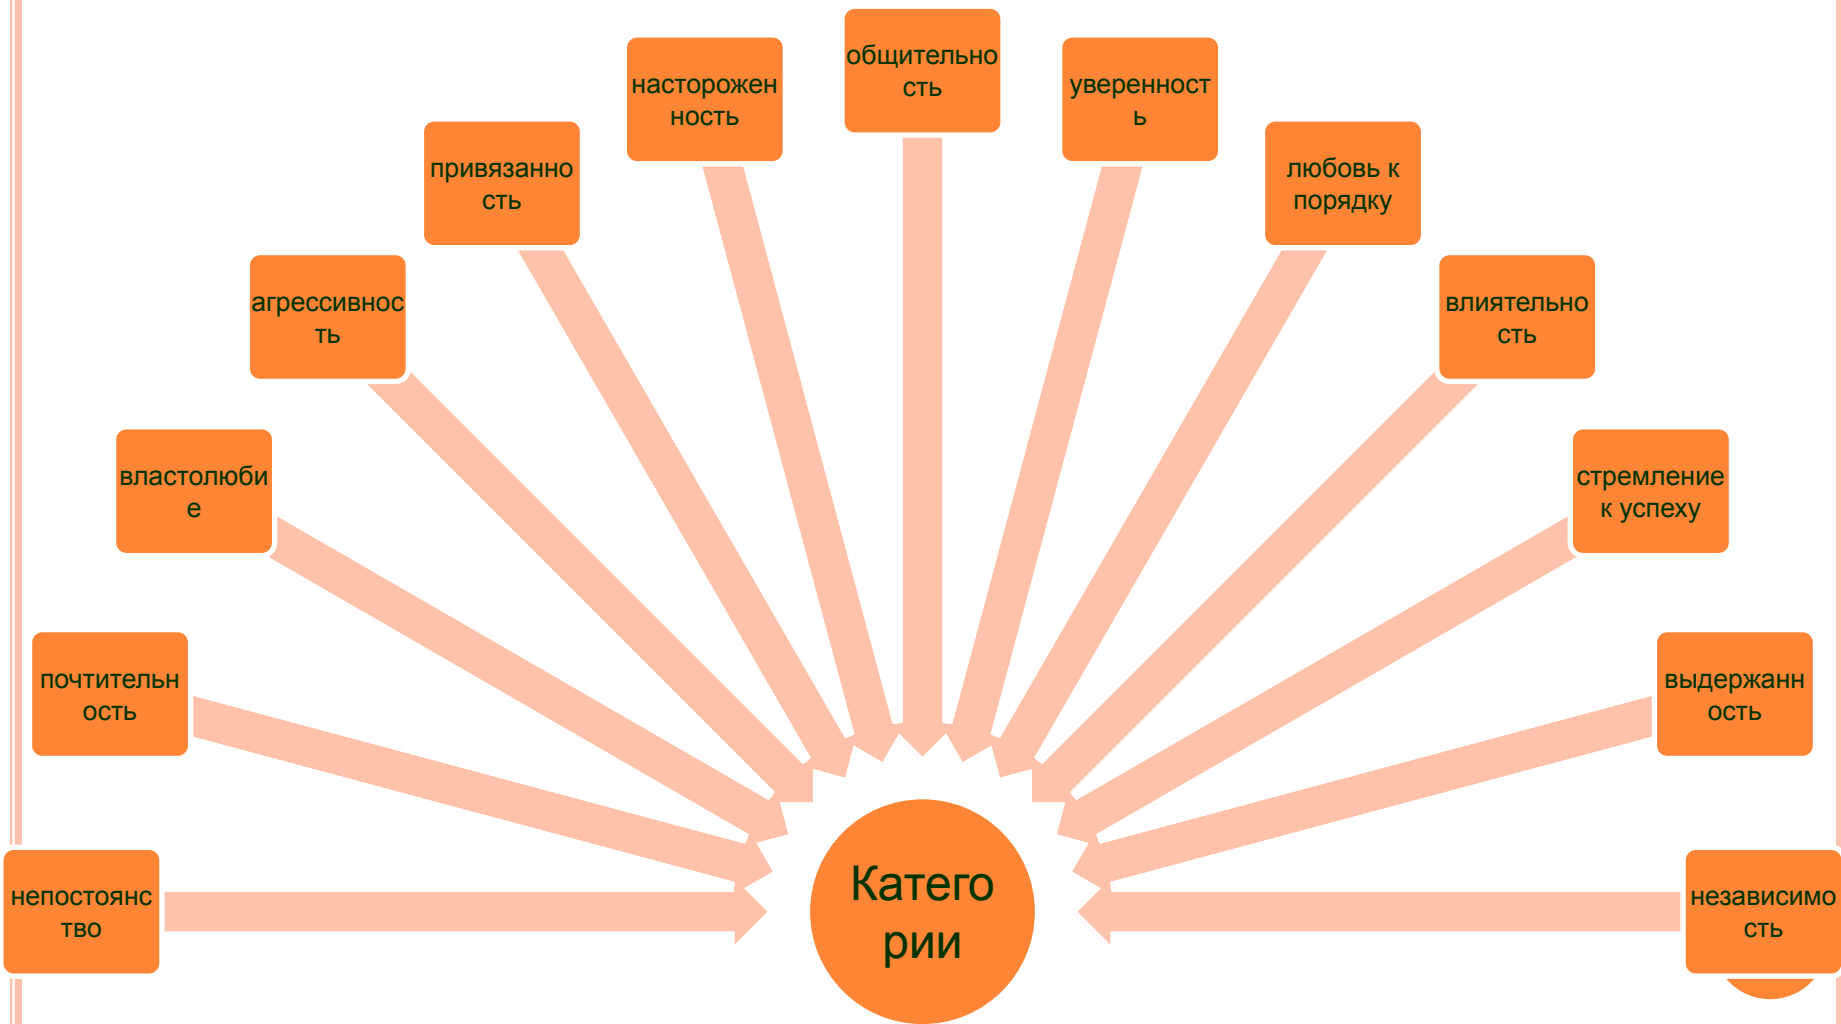 общительно
сть
насторожен
ность
уверенност
ь
привязанно
сть
любовь к
порядку
агрессивнос
ть
влиятельно
сть
властолюби
е
стремление
к успеху
почтительн
ость
выдержанн
ость
непостоянс
тво
Катего
рии
независимо
сть